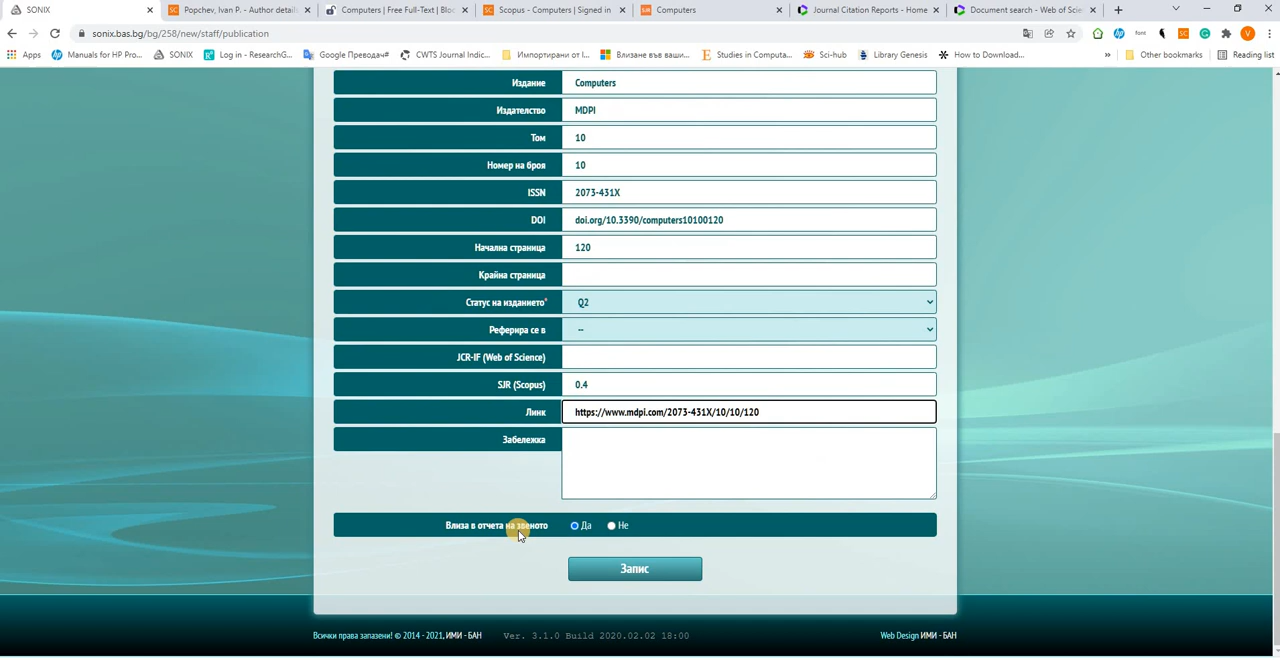 SONIX
Popchev, Ivan P. - Author detail
Computers | Free Full-Text | Bloc
Scopus - Computers | Signed in
Computers
Journal Citation Reports - Home
Document search - Web of Scie
sonix.bas.bg/bg/258/new/staff/publication
Apps
Manuals for HP Pro...
SONIX
Log in - ResearchG...
Google Преводач#
CWTS Journal Indic...
Импортирани от I...
Влизане във ваши...
Studies in Computa...
Sci-hub
Library Genesis
How to Download...
»
Other bookmarks
Reading list
Издание Computers
Издателство MDPI
Том 10
Номер на броя 10
ISSN 2073-431X
DOI doi.org/10.3390/computers10100120
Начална страница 120
Крайна страница
Статус на изданието* Q2
Реферира се в --
JCR-IF (Web of Science)
SJR (Scopus) 0.4
Линк https://www.mdpi.com/2073-431X/10/10/120
Забележка
Влиза в отчета на звеното Да Не
Запис
Всички права запазени! © 2014 - 2021, ИМИ - БАН
Ver. 3.1.0 Build 2020.02.02 18:00
Web Design ИМИ - БАН